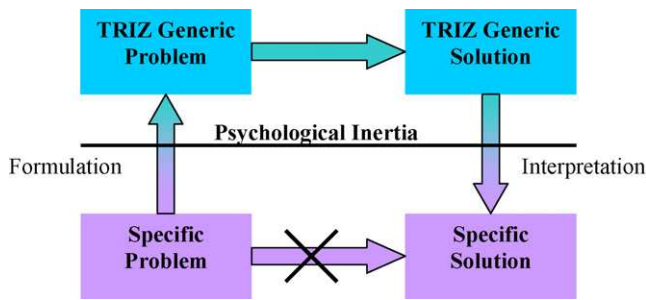 TRIZ Generic
Problem
TRIZ Generic
Solution
Psychological Inertia
Formulation
Interpretation
Specific
Problem
Specific
Solution